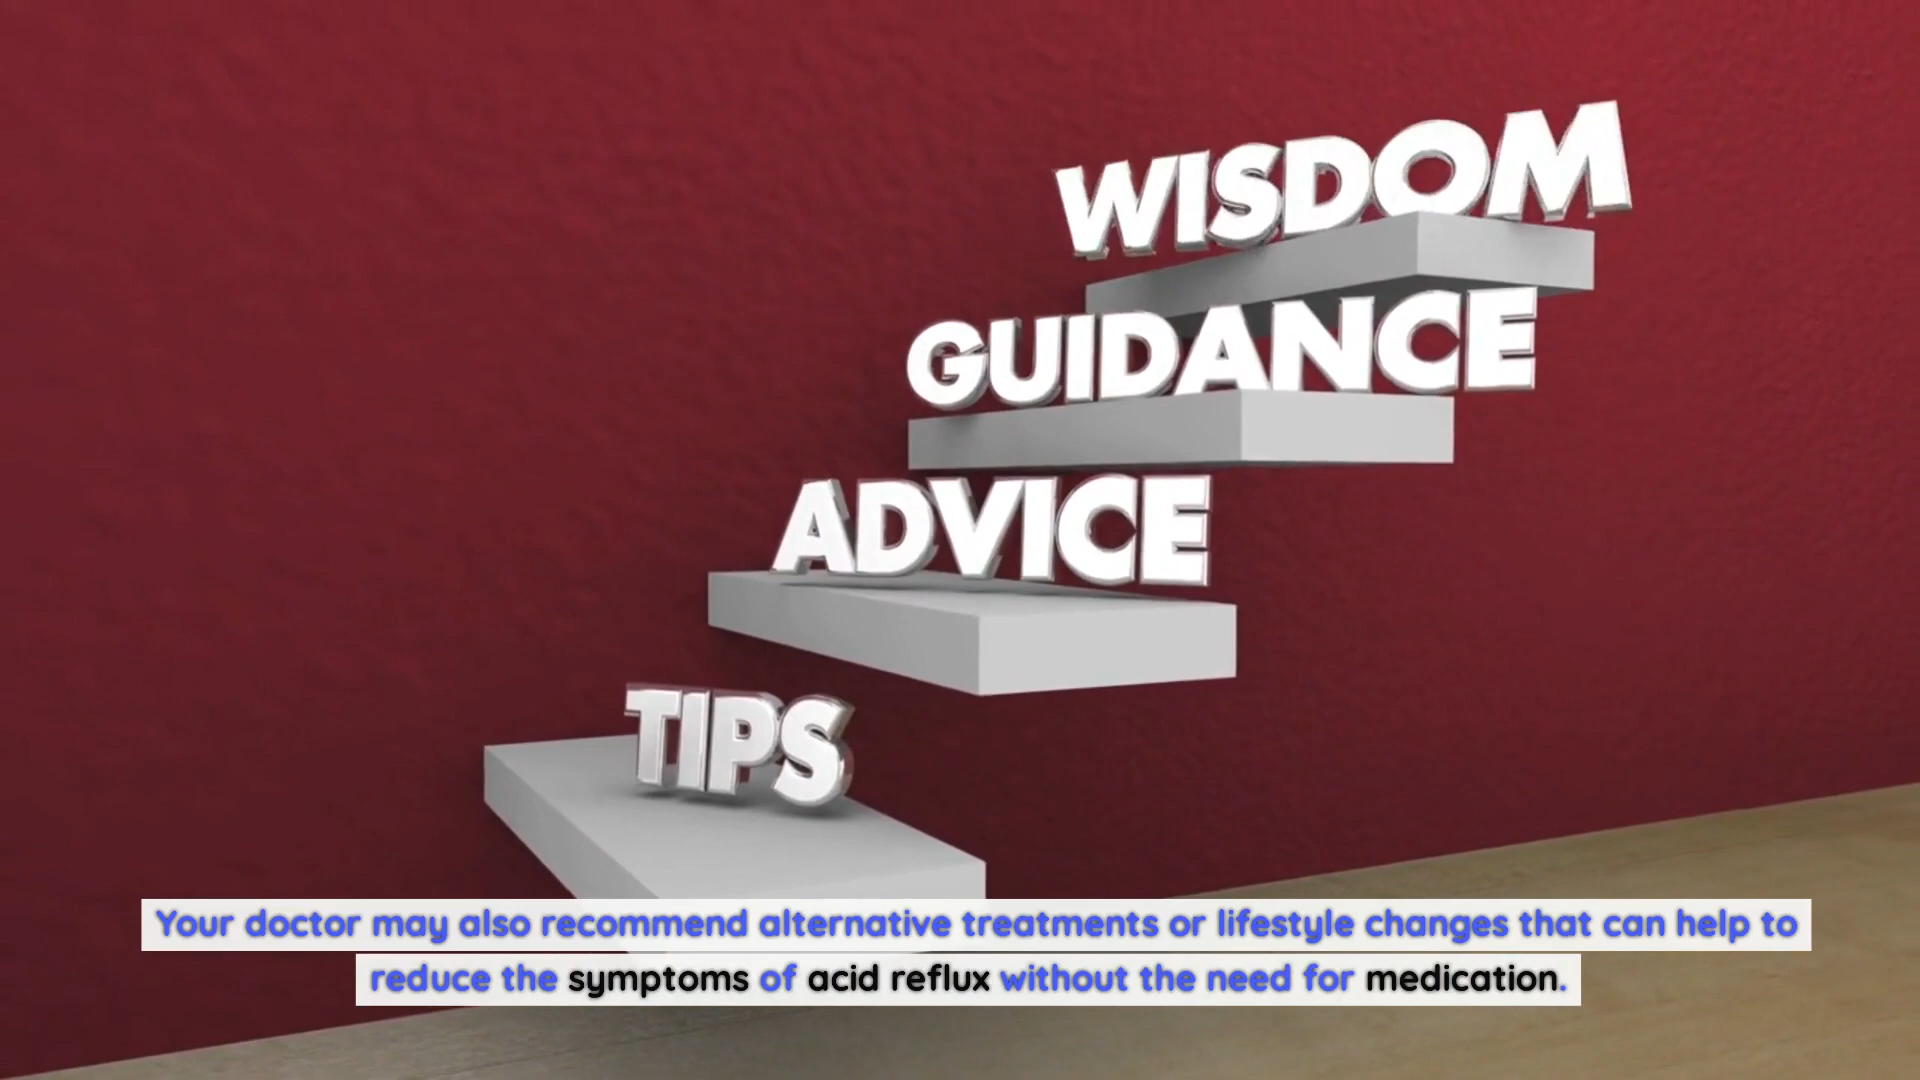 WISDOM
GUIDANCE
ADVICE
TIPS
Your doctor may also recommend alternative treatments or lifestyle changes that can help to
reduce the symptoms of acid reflux without the need for medication.